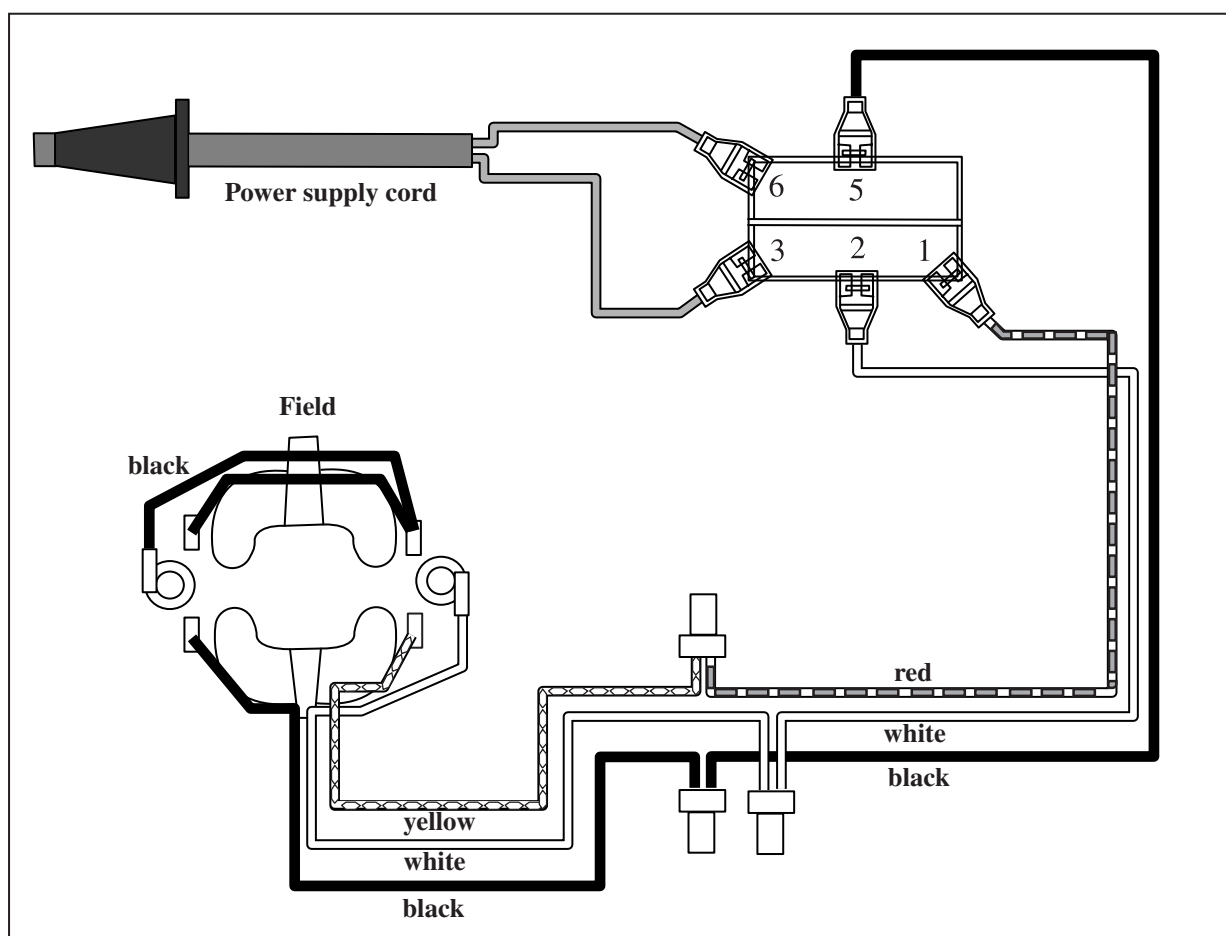 Power supply cord
6
5
3
2
1
Field
black
red
white
black
yellow
white
black